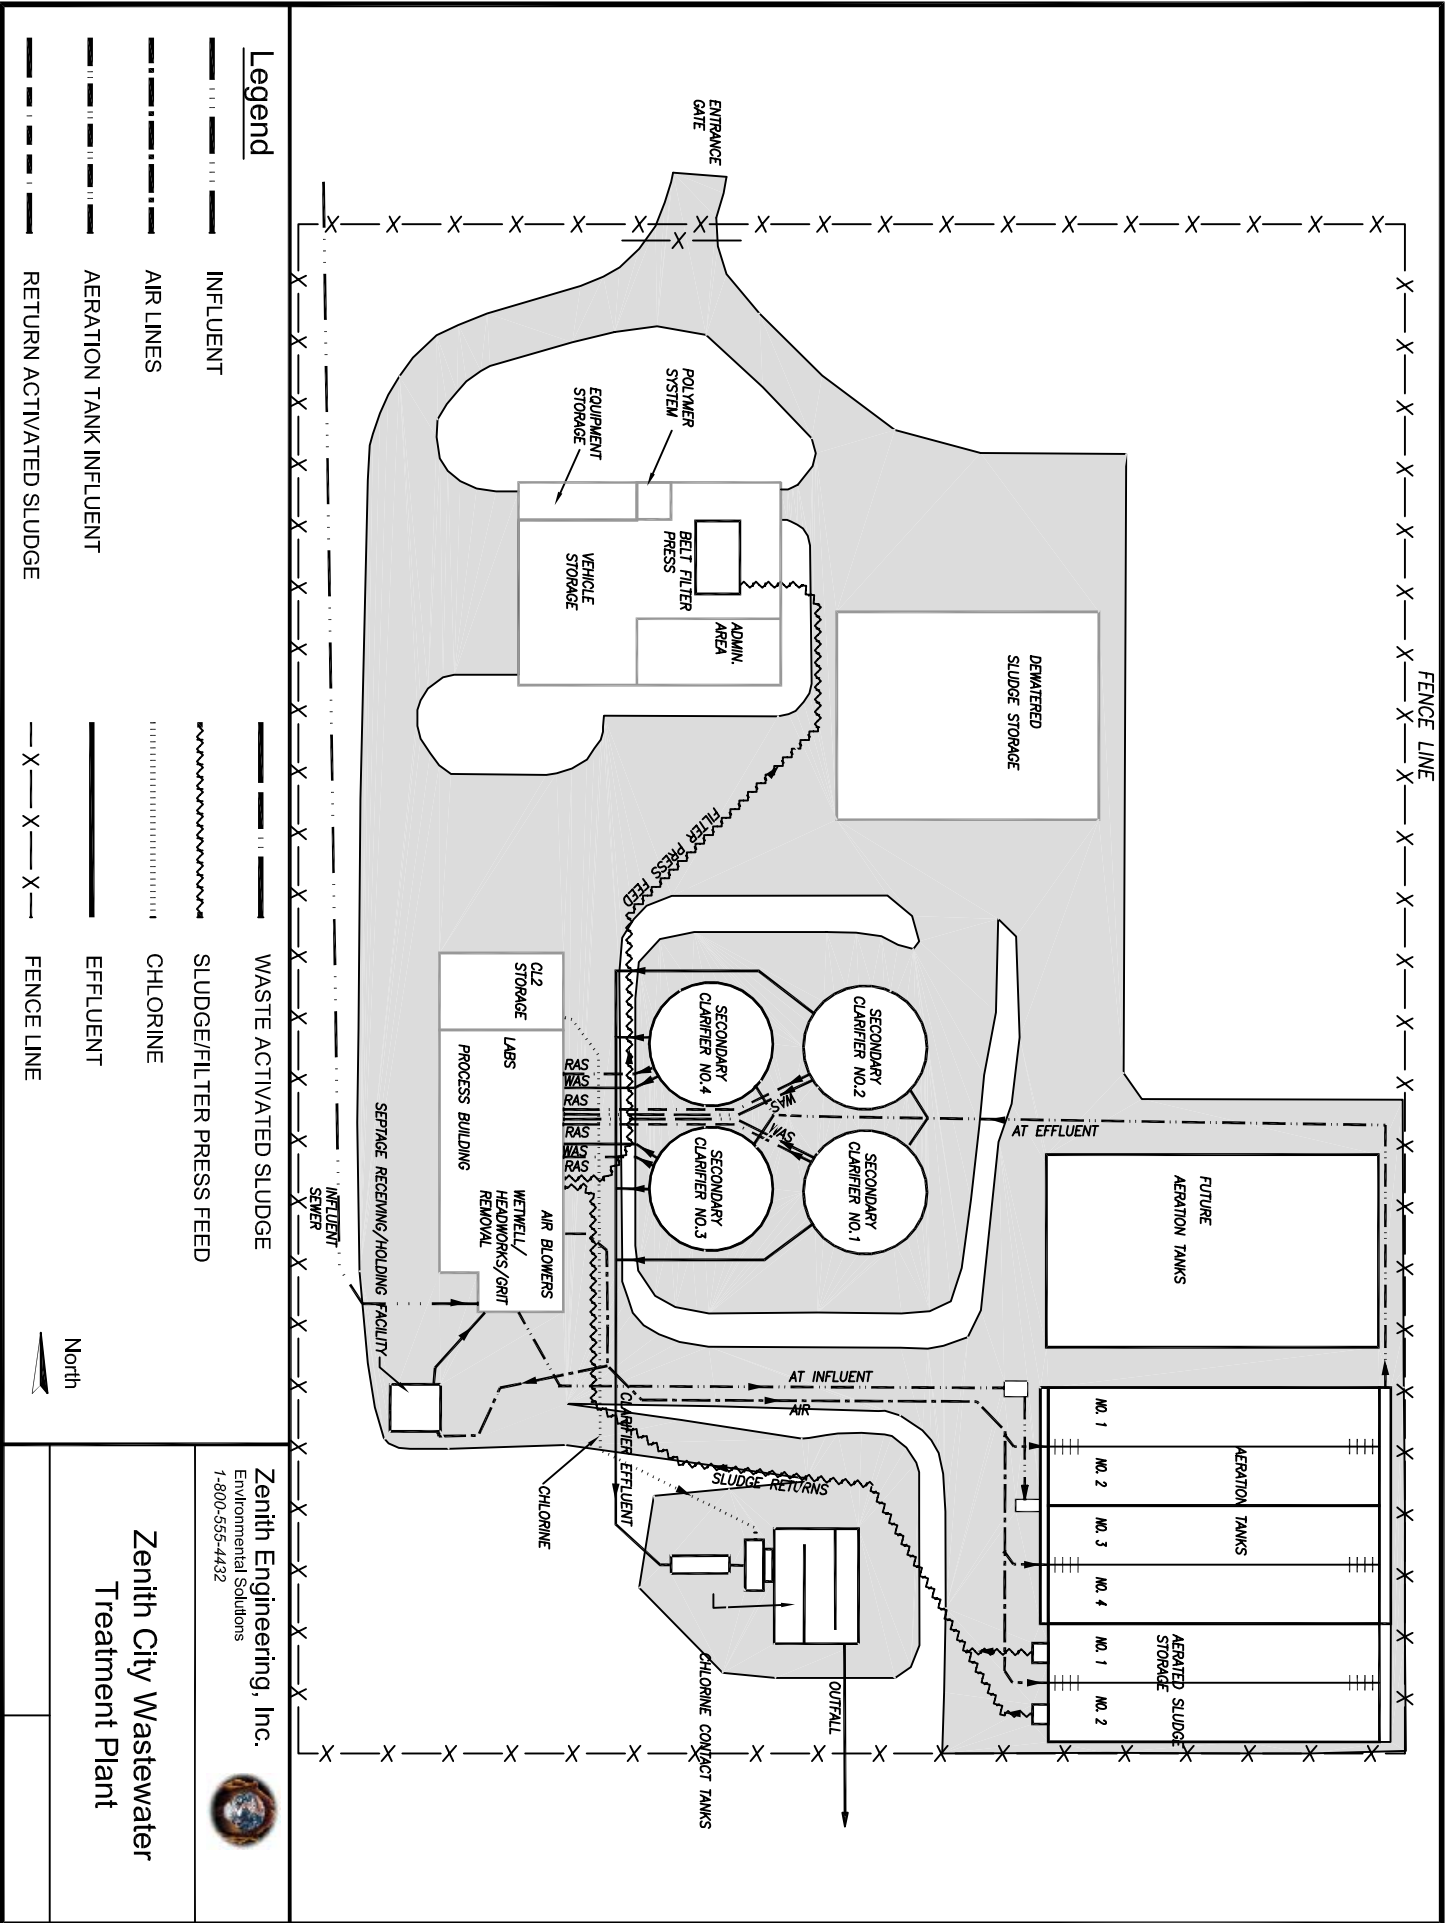 FENCE LINE
ENTRANCE
GATE
POLYMER
SYSTEM
EQUIPMENT
STORAGE
BELT FILTER
PRESS
VEHICLE
STORAGE
ADMIN.
AREA
DEWATERED
SLUDGE STORAGE
FILTER PRESS FEED
SECONDARY
CLARIFIER NO.2
SECONDARY
CLARIFIER NO.1
SECONDARY
CLARIFIER NO.4
SECONDARY
CLARIFIER NO.3
WAS
WAS
AT EFFLUENT
FUTURE
AERATION TANKS
CL2
STORAGE
LABS
PROCESS BUILDING
RAS
WAS
RAS
RAS
WAS
RAS
AIR BLOWERS
WETWELL/
HEADWORKS/GRIT
REMOVAL
INFLUENT
SEWER
SEPTAGE RECEIVING/HOLDING FACILITY
AT INFLUENT
AIR
CLARIFIER EFFLUENT
SLUDGE RETURNS
CHLORINE
CHLORINE CONTACT TANKS
OUTFALL
AERATION TANKS
NO. 1
NO. 2
NO. 3
NO. 4
AERATED SLUDGE
STORAGE
NO. 1
NO. 2
X
Legend
INFLUENT
AIR LINES
AERATION TANK INFLUENT
RETURN ACTIVATED SLUDGE
WASTE ACTIVATED SLUDGE
SLUDGE/FILTER PRESS FEED
CHLORINE
EFFLUENT
X X X FENCE LINE
North
Zenith Engineering, Inc.
Environmental Solutions
1-800-555-4432
Zenith City Wastewater
Treatment Plant